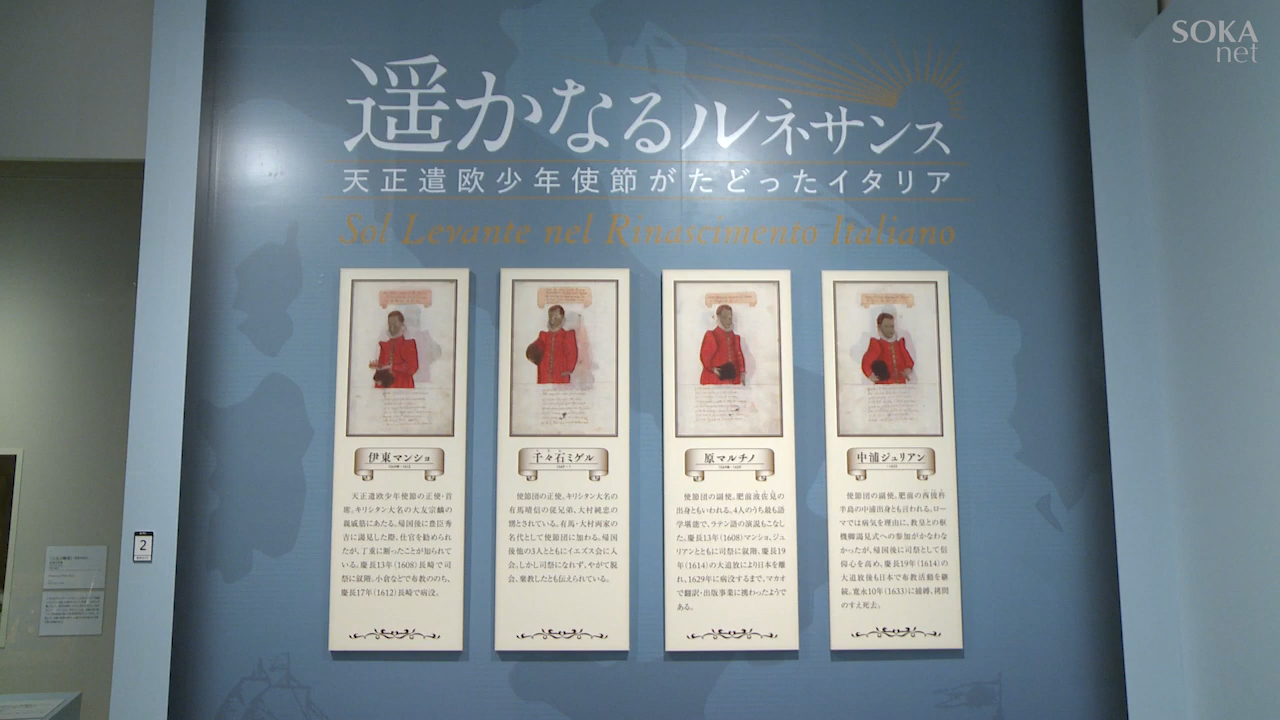 SOKA
net
遥かなるルネサンス
天正遣欧少年使節がたどったイタリア
Sol Levante nel Rinascimento Italiano
伊東マンショ
天正遣欧少年使節の正使・首
席。キリシタン大名の大友宗麟の
親戚筋にあたる。帰国後に豊臣秀
吉に謁見した際、仕官を勧められ
たが、丁重に断ったことが知られて
いる。慶長13年(1608)長崎で司
祭に叙階。小倉などで布教ののち、
慶長17年(1612)長崎で病没。
千々石ミゲル
使節団の正使。キリシタン大名の
有馬晴信の従兄弟、大村純忠の
甥とされている。有馬・大村両家の
名代として使節団に加わる。帰国
後他の3人とともにイエズス会に入
会。しかし司祭になれず、やがて脱
会、棄教したとも伝えられている。
原マルチノ
使節団の副使。肥前波佐見の
出身ともいわれる。4人のうち最も語
学堪能で、ラテン語の演説もこなし
た。慶長13年(1608)マンショ、ジュ
リアンとともに司祭に叙階。慶長19
年(1614)の大追放により日本を離
れ、1629年に病没するまで、マカオ
で翻訳・出版事業に携わったようで
ある。
中浦ジュリアン
使節団の副使。肥前の西彼杵
半島の中浦出身とも言われる。ロー
マでは病気を理由に、教皇との枢
機卿謁見式への参加がかなわな
かったが、帰国後に司祭として信
仰心を高め、慶長19年(1614)の
大追放後も日本で布教活動を継
続。寛永10年(1633)に捕縛、拷問
のすえ死去。
2